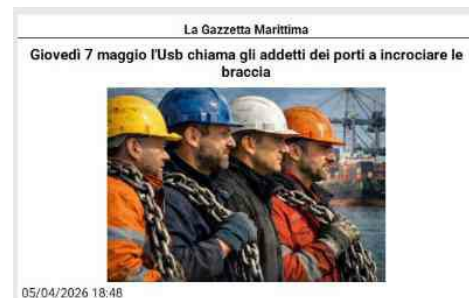 La Gazzetta Marittima
Giovedì 7 maggio l'Usb chiama gli addetti dei porti a incrociare le
braccia
05/04/2026 18:48